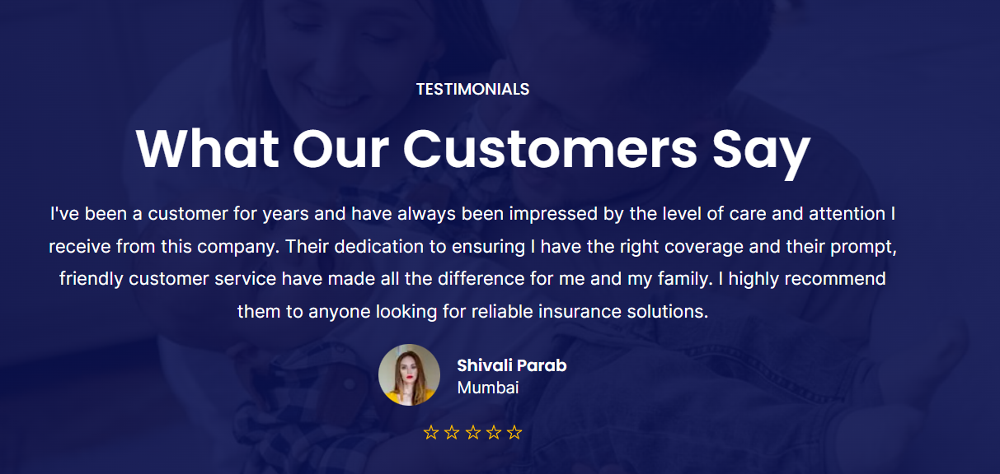 TESTIMONIALS
What Our Customers Say
I've been a customer for years and have always been impressed by the level of care and attention I
receive from this company. Their dedication to ensuring I have the right coverage and their prompt,
friendly customer service have made all the difference for me and my family. I highly recommend
them to anyone looking for reliable insurance solutions.
Shivali Parab
Mumbai